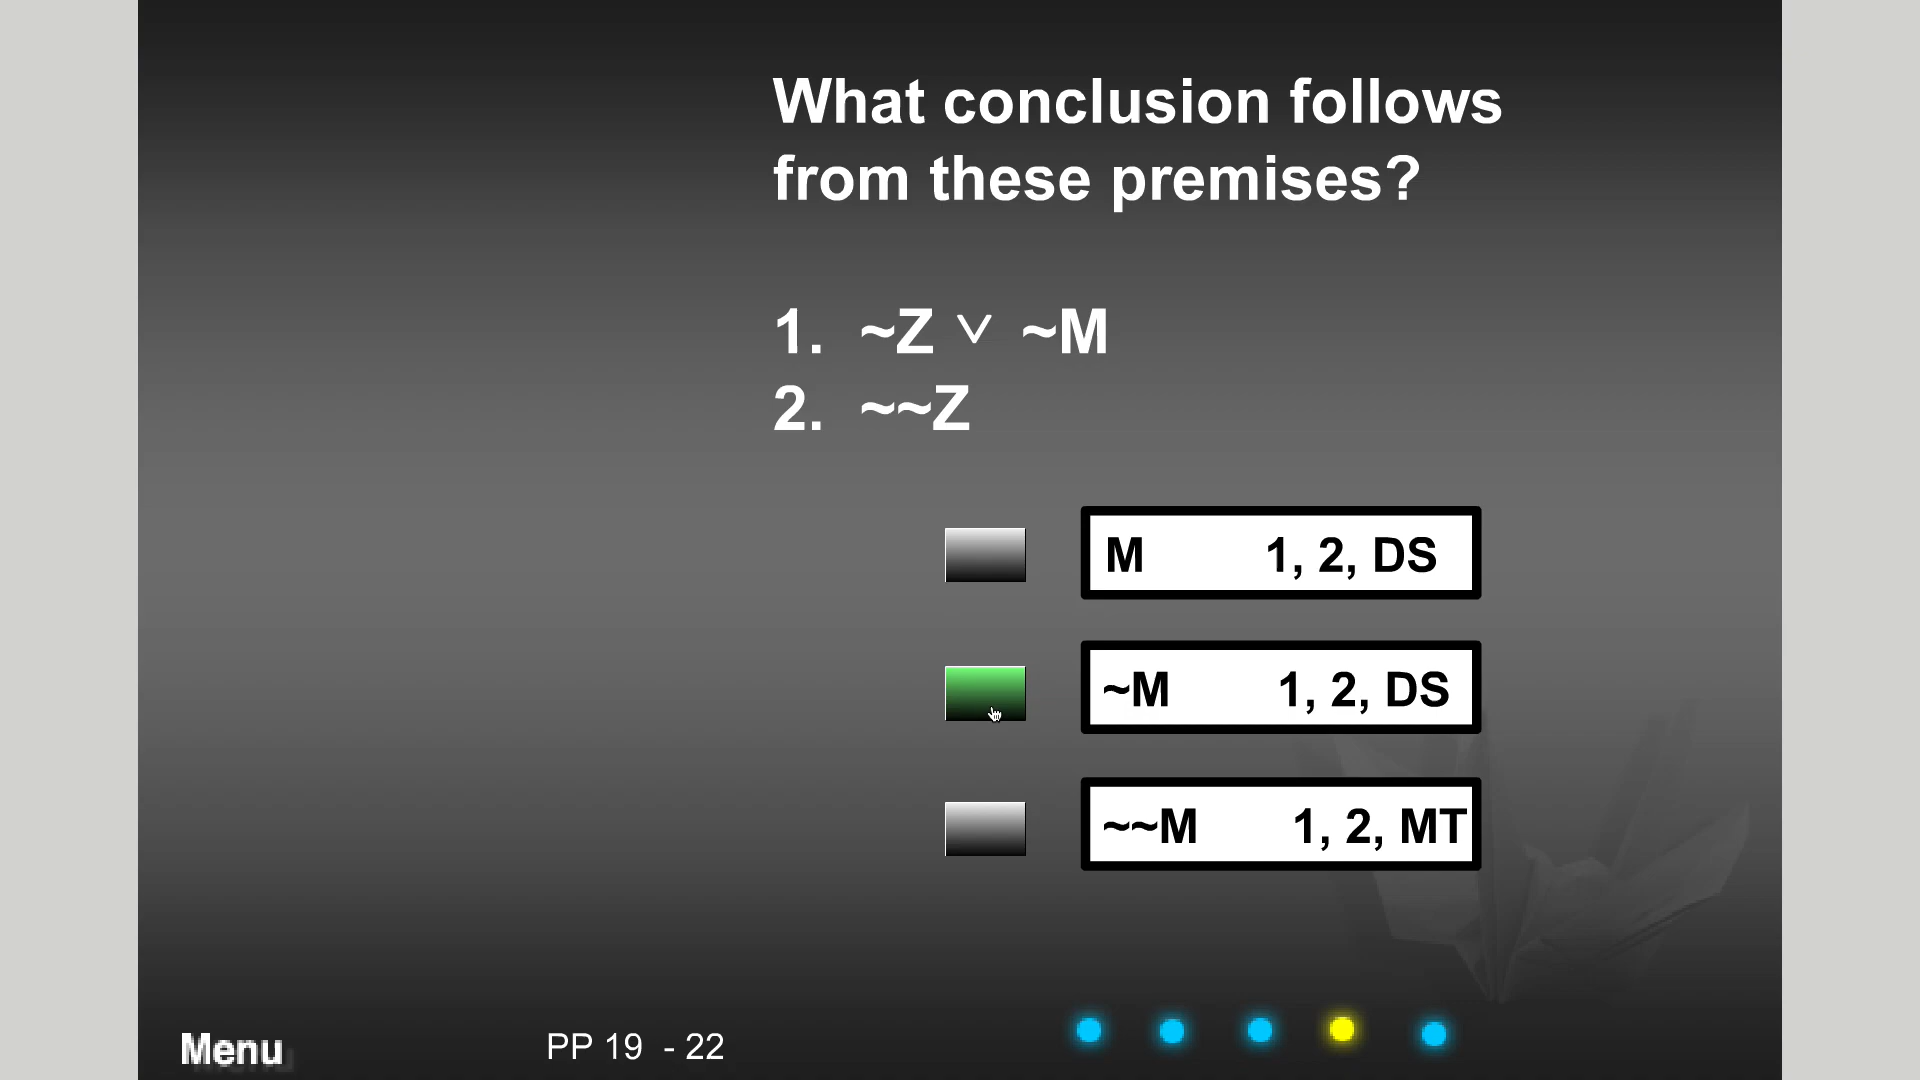 What conclusion follows
from these premises?
1. ~Z ∨ ~M
2. ~~Z
M 1, 2, DS
~M 1, 2, DS
~~M 1, 2, MT
Menu PP 19 - 22